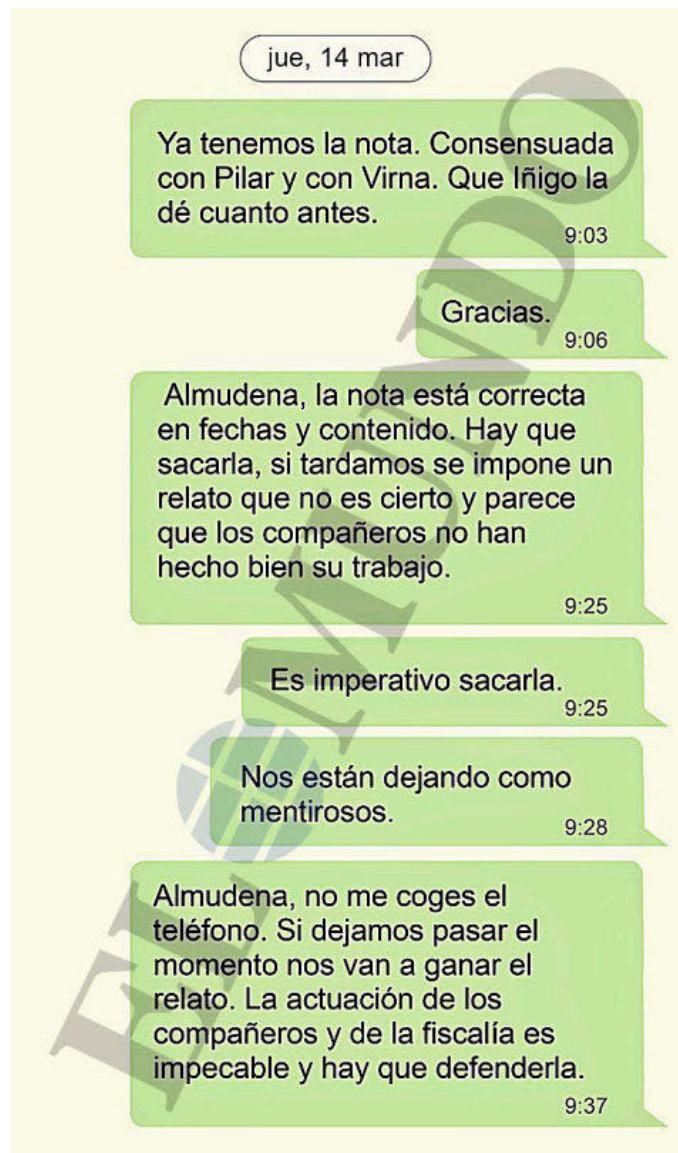 jue, 14 mar
Ya tenemos la nota. Consensuada
con Pilar y con Virna. Que Iñigo la
dé cuanto antes.
9:03
Gracias.
9:06
Almudena, la nota está correcta
en fechas y contenido. Hay que
sacarla, si tardamos se impone un
relato que no es cierto y parece
que los compañeros no han
hecho bien su trabajo.
9:25
Es imperativo sacarla.
9:25
Nos están dejando como
mentirosos.
9:28
Almudena, no me coges el
teléfono. Si dejamos pasar el
momento nos van a ganar el
relato. La actuación de los
compañeros y de la fiscalía es
impecable y hay que defenderla.
9:37
EL MUNDO